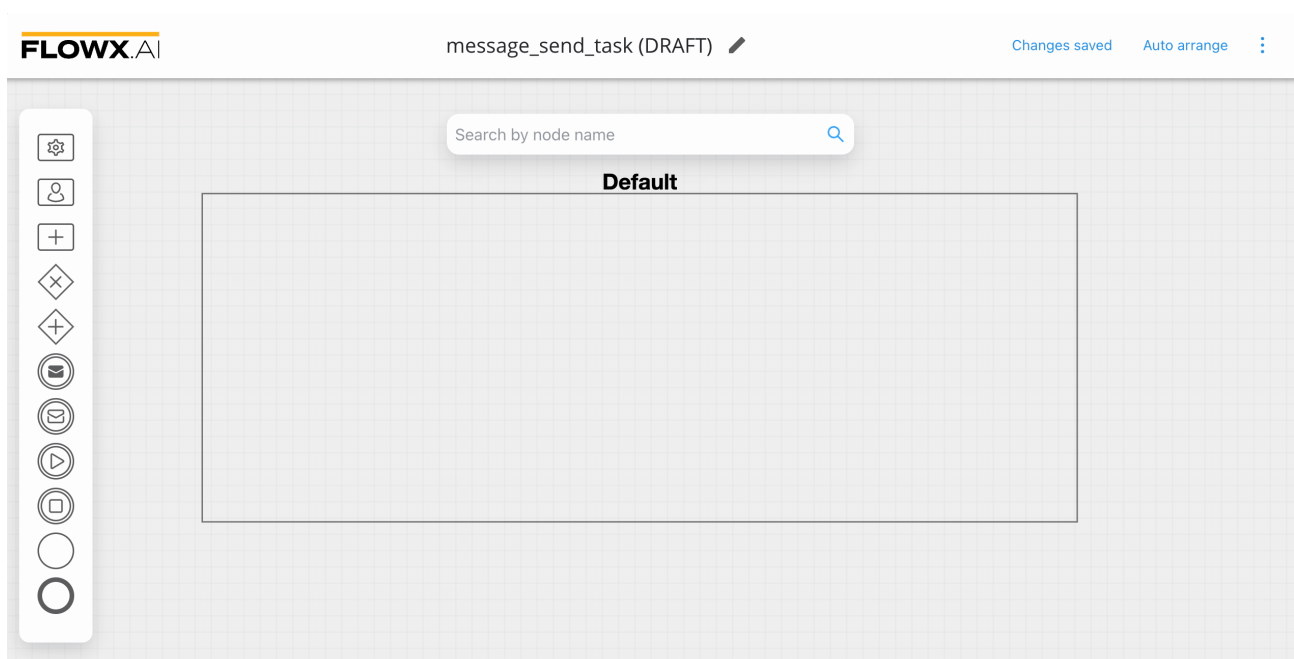 FLOWX.AI
message_send_task (DRAFT)
Changes saved
Auto arrange
Search by node name
Default